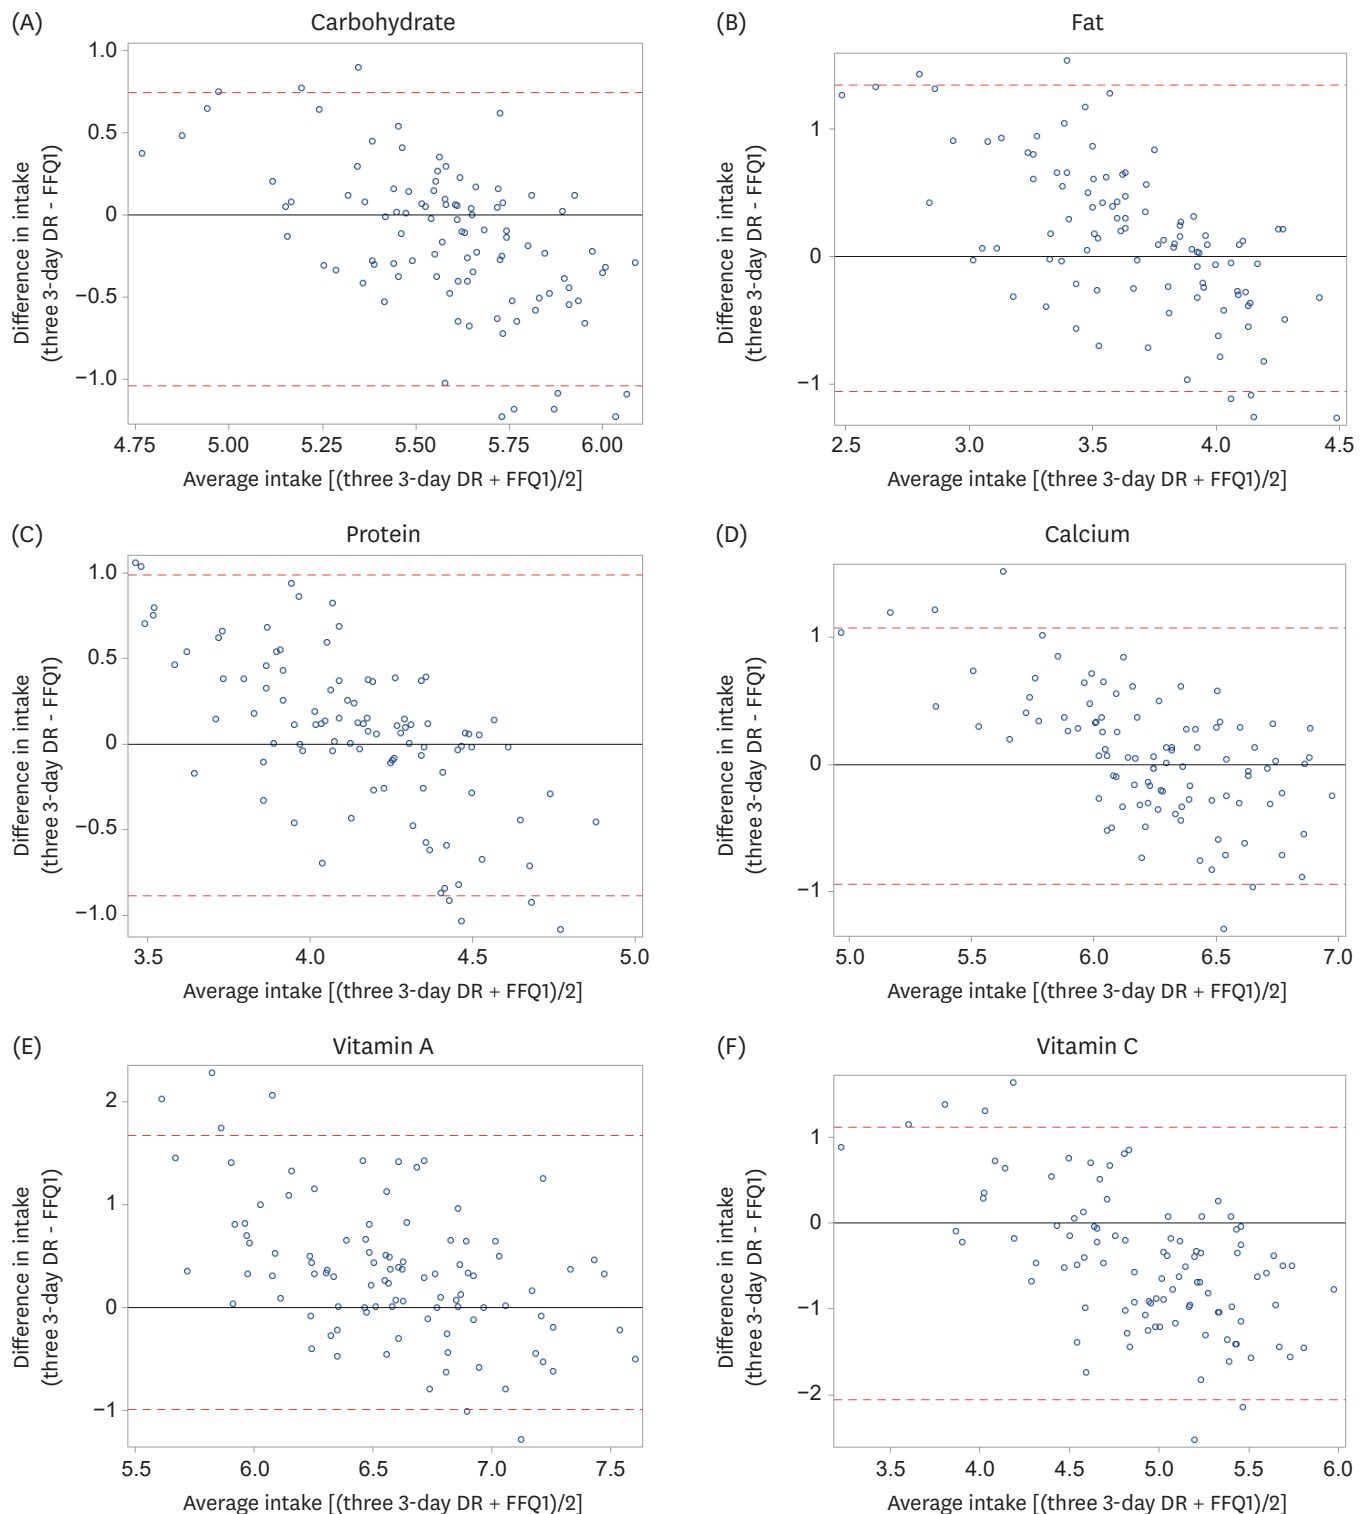 (A)
Carbohydrate
1.0
0.5
0
−0.5
−1.0
Difference in intake
(three 3-day DR - FFQ1)
4.75 5.00 5.25 5.50 5.75 6.00
Average intake [(three 3-day DR + FFQ1)/2]
(B)
Fat
1
0
−1
Difference in intake
(three 3-day DR - FFQ1)
2.5 3.0 3.5 4.0 4.5
Average intake [(three 3-day DR + FFQ1)/2]
(C)
Protein
1.0
0.5
0
−0.5
−1.0
Difference in intake
(three 3-day DR - FFQ1)
3.5 4.0 4.5 5.0
Average intake [(three 3-day DR + FFQ1)/2]
(D)
Calcium
1
0
−1
Difference in intake
(three 3-day DR - FFQ1)
5.0 5.5 6.0 6.5 7.0
Average intake [(three 3-day DR + FFQ1)/2]
(E)
Vitamin A
2
1
0
−1
Difference in intake
(three 3-day DR - FFQ1)
5.5 6.0 6.5 7.0 7.5
Average intake [(three 3-day DR + FFQ1)/2]
(F)
Vitamin C
1
0
−1
−2
Difference in intake
(three 3-day DR - FFQ1)
3.5 4.0 4.5 5.0 5.5 6.0
Average intake [(three 3-day DR + FFQ1)/2]